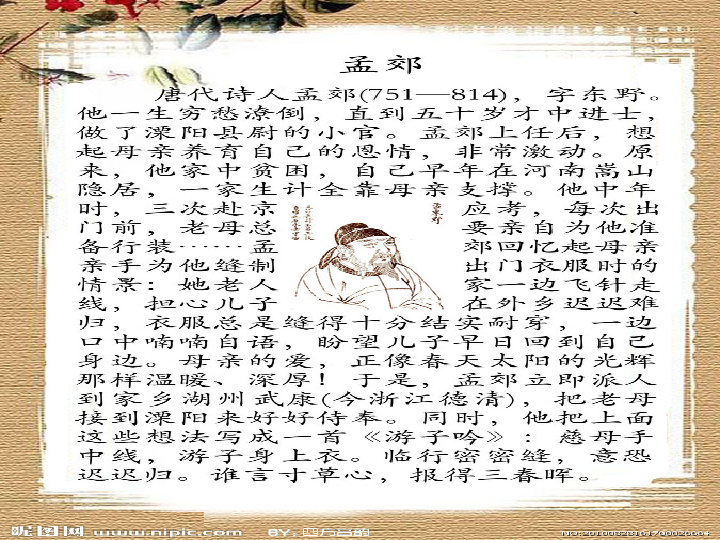 孟郊
唐代诗人孟郊(751—814)，字东野。
他一生穷愁潦倒，直到五十岁才中进士，
做了溧阳县尉的小官。孟郊上任后，想
起母亲养育自己的恩情，非常激动。原
来，他家中贫困，自己早年在河南嵩山
隐居，一家生计全靠母亲支撑。他中年
时，三次赴京应考，每次出
门前，老母总要亲自为他准
备行装……孟郊回忆起母亲
亲手为他缝制出门衣服时的
情景：她老人家一边飞针走
线，担心儿子在外乡迟迟难
归，衣服总是缝得十分结实耐穿，一边
口中喃喃自语，盼望儿子早日回到自己
身边。母亲的爱，正像春天太阳的光辉
那样温暖、深厚！于是，孟郊立即派人
到家乡湖州武康(今浙江德清)，把老母
接到溧阳来好好侍奉。同时，他把上面
这些想法写成一首《游子吟》：慈母手
中线，游子身上衣。临行密密缝，意恐
迟迟归。谁言寸草心，报得三春晖。
昵图网 www.nipic.com BY: